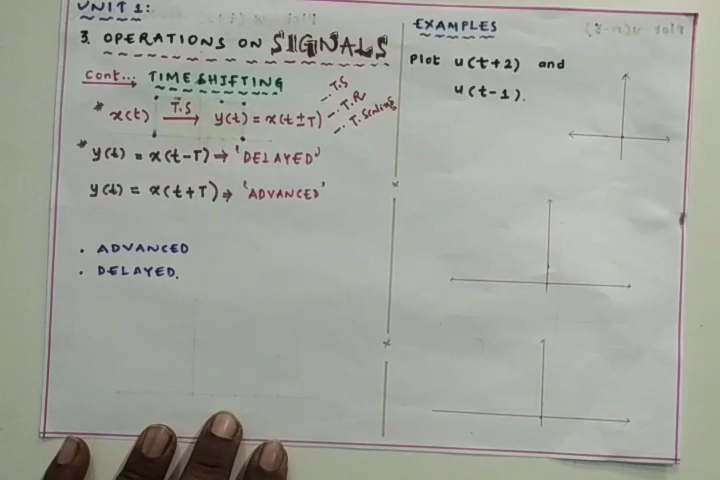 UNIT 1:
3. OPERATIONS ON SIGNALS
Cont... TIME SHIFTING
* x(t) T.S → y(t) = x(t±T)
-. T.S
-. T.R
-. T. Scaling
* y(t) = x(t-T) ⇒ 'DELAYED'
y(t) = x(t+T) ⇒ 'ADVANCED'
. ADVANCED
. DELAYED.
EXAMPLES
Plot u(t+2) and
u(t-1).